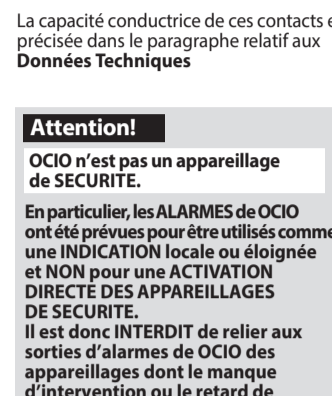 La capacité conductrice de ces contacts
précisée dans le paragraphe relatif aux
Données Techniques
Attention!
OCIO n'est pas un appareillage
de SECURITE.
En particulier, les ALARMES de OCIO
ont été prévues pour être utilisés comme
une INDICATION locale ou éloignée
et NON pour une ACTIVATION
DIRECTE DES APPAREILLAGES
DE SECURITE.
Il est donc INTERDIT de relier aux
sorties d'alarmes de OCIO des
appareillages dont le manque
d'intervention ou le retard de